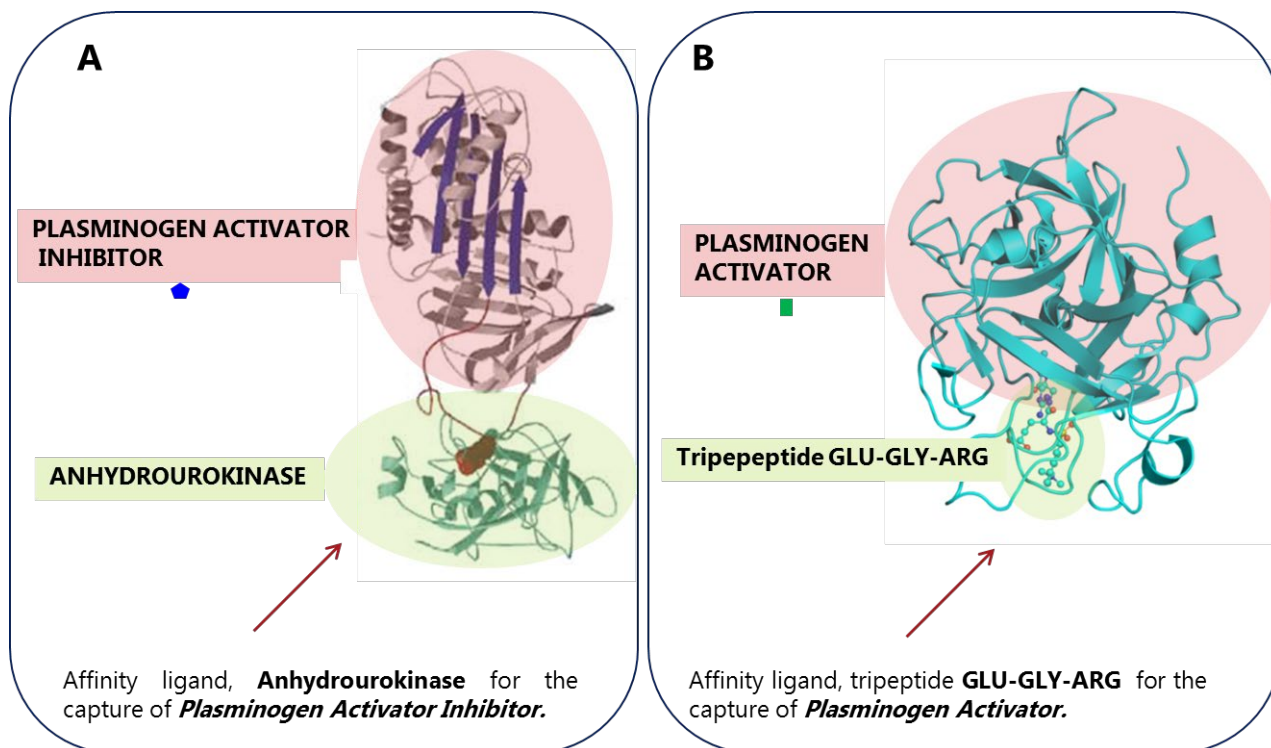 A
PLASMINOGEN ACTIVATOR
INHIBITOR
ANHYDROUROKINASE
Affinity ligand, Anhydrourokinase for the
capture of Plasminogen Activator Inhibitor.
B
PLASMINOGEN
ACTIVATOR
Tripepeptide GLU-GLY-ARG
Affinity ligand, tripeptide GLU-GLY-ARG for the
capture of Plasminogen Activator.